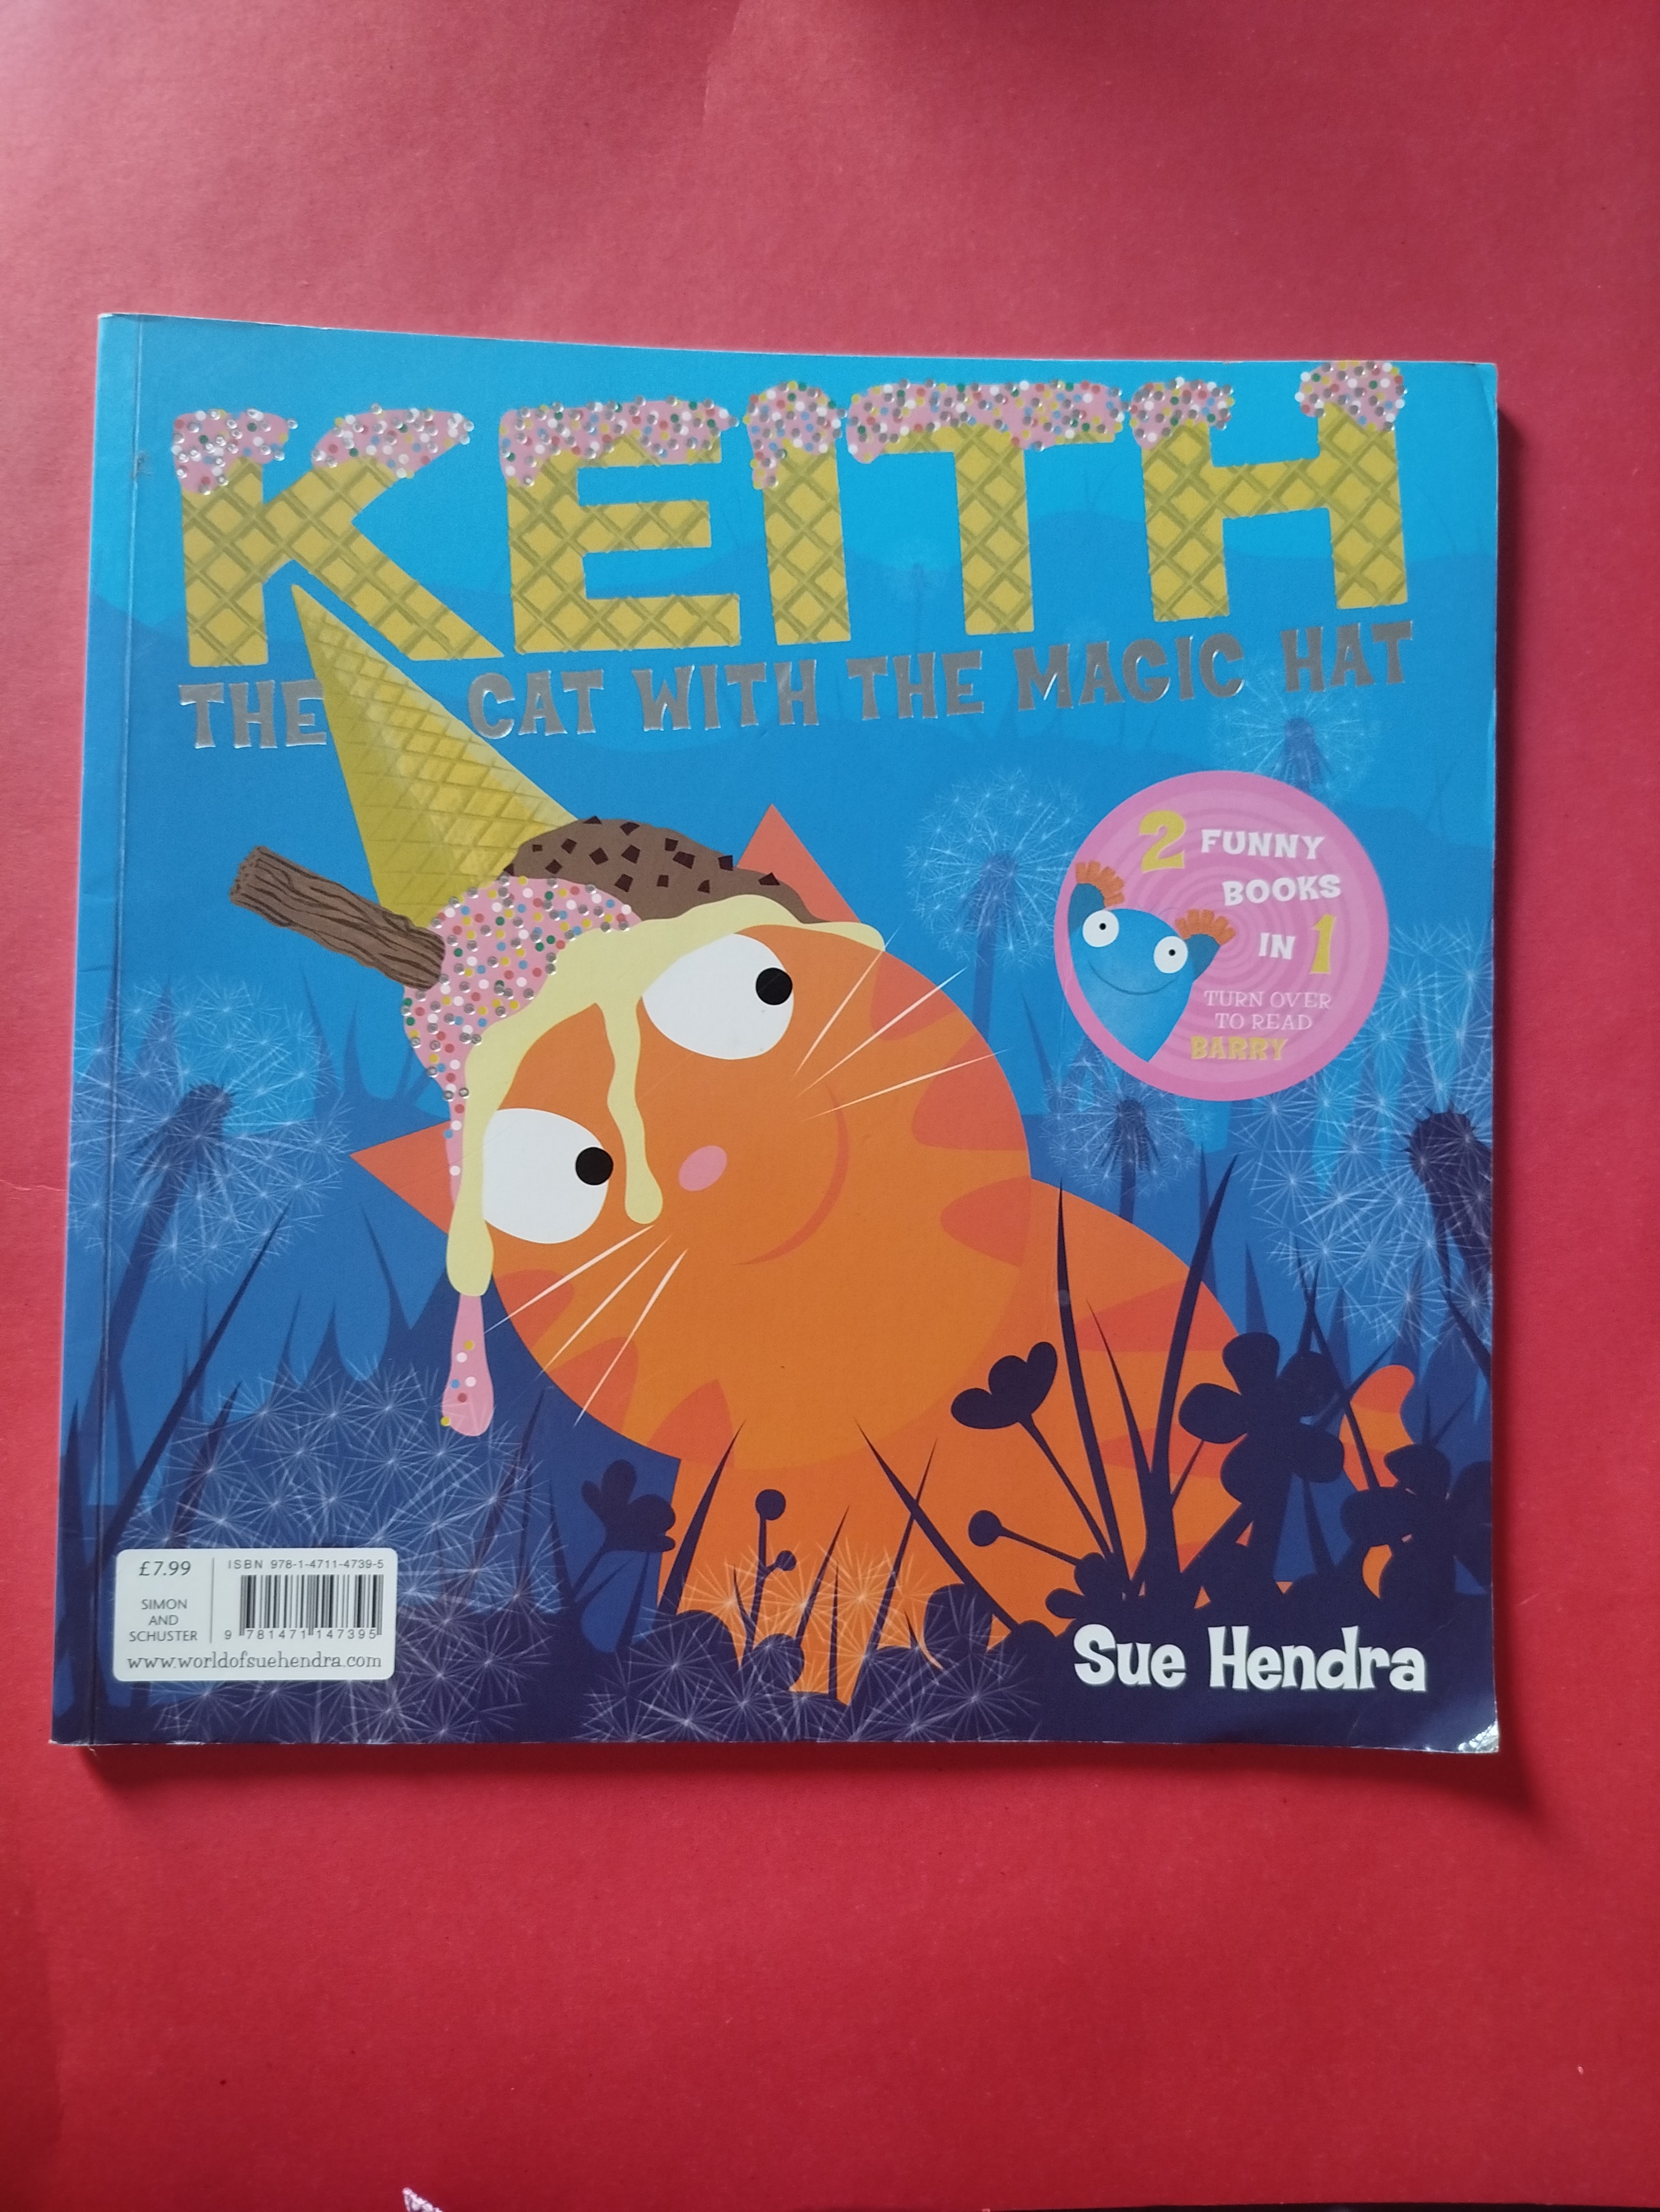 KEITH
THE CAT WITH THE MAGIC HAT
2 FUNNY
BOOKS
IN 1
TURN OVER
TO READ
BARRY
£7.99
SIMON
AND
SCHUSTER
ISBN 978-1-4711-4739-5
9 781471 147395
www.worldofsuehendra.com
Sue Hendra